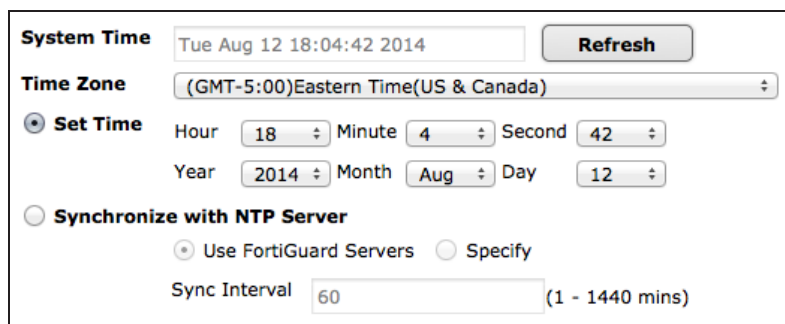 System Time Tue Aug 12 18:04:42 2014 Refresh
Time Zone (GMT-5:00)Eastern Time(US & Canada)
Set Time Hour 18 Minute 4 Second 42
Year 2014 Month Aug Day 12
Synchronize with NTP Server
Use FortiGuard Servers Specify
Sync Interval 60 (1 - 1440 mins)